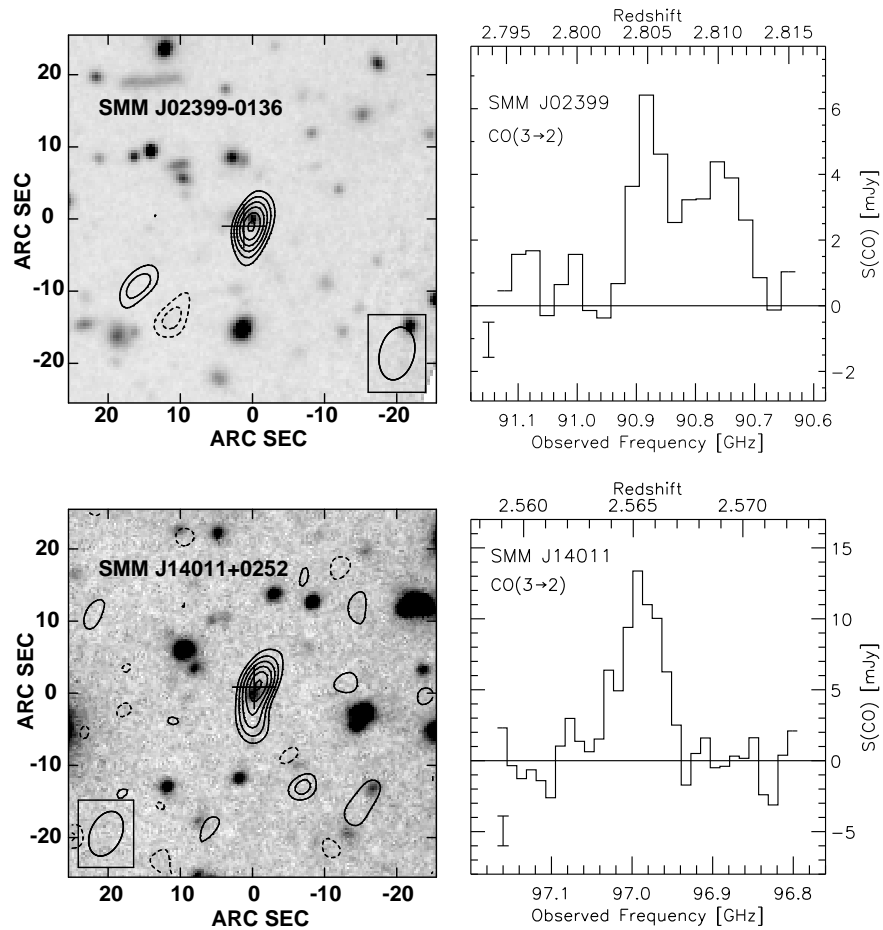 Redshift
2.795 2.800 2.805 2.810 2.815
SMM J02399-0136
20
10
0
-10
-20
ARC SEC
20 10 0 -10 -20
ARC SEC
SMM J02399
CO(3→2)
6
4
2
0
-2
S(CO) [mJy]
91.1 91.0 90.9 90.8 90.7 90.6
Observed Frequency [GHz]
Redshift
2.560 2.565 2.570
SMM J14011+0252
20
10
0
-10
-20
ARC SEC
20 10 0 -10 -20
ARC SEC
SMM J14011
CO(3→2)
15
10
5
0
-5
S(CO) [mJy]
97.1 97.0 96.9 96.8
Observed Frequency [GHz]